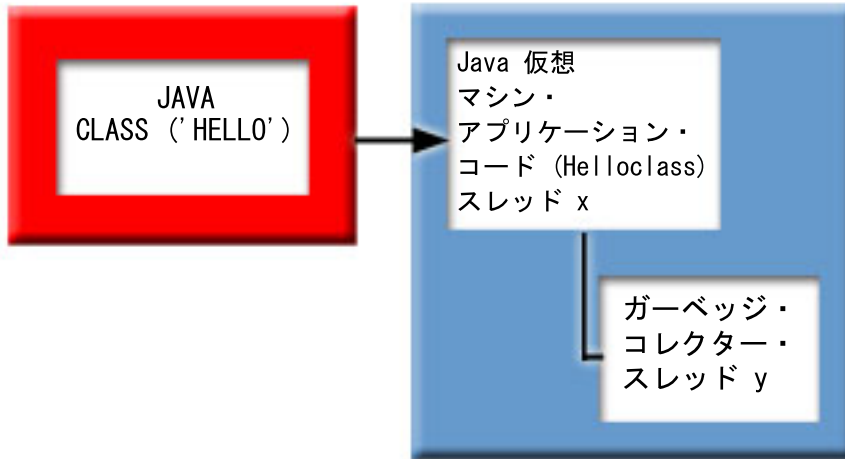 JAVA
CLASS ('HELLO')
Java 仮想
マシン・
アプリケーション・
コード (Helloclass)
スレッド x
ガーベッジ・
コレクター・
スレッド y